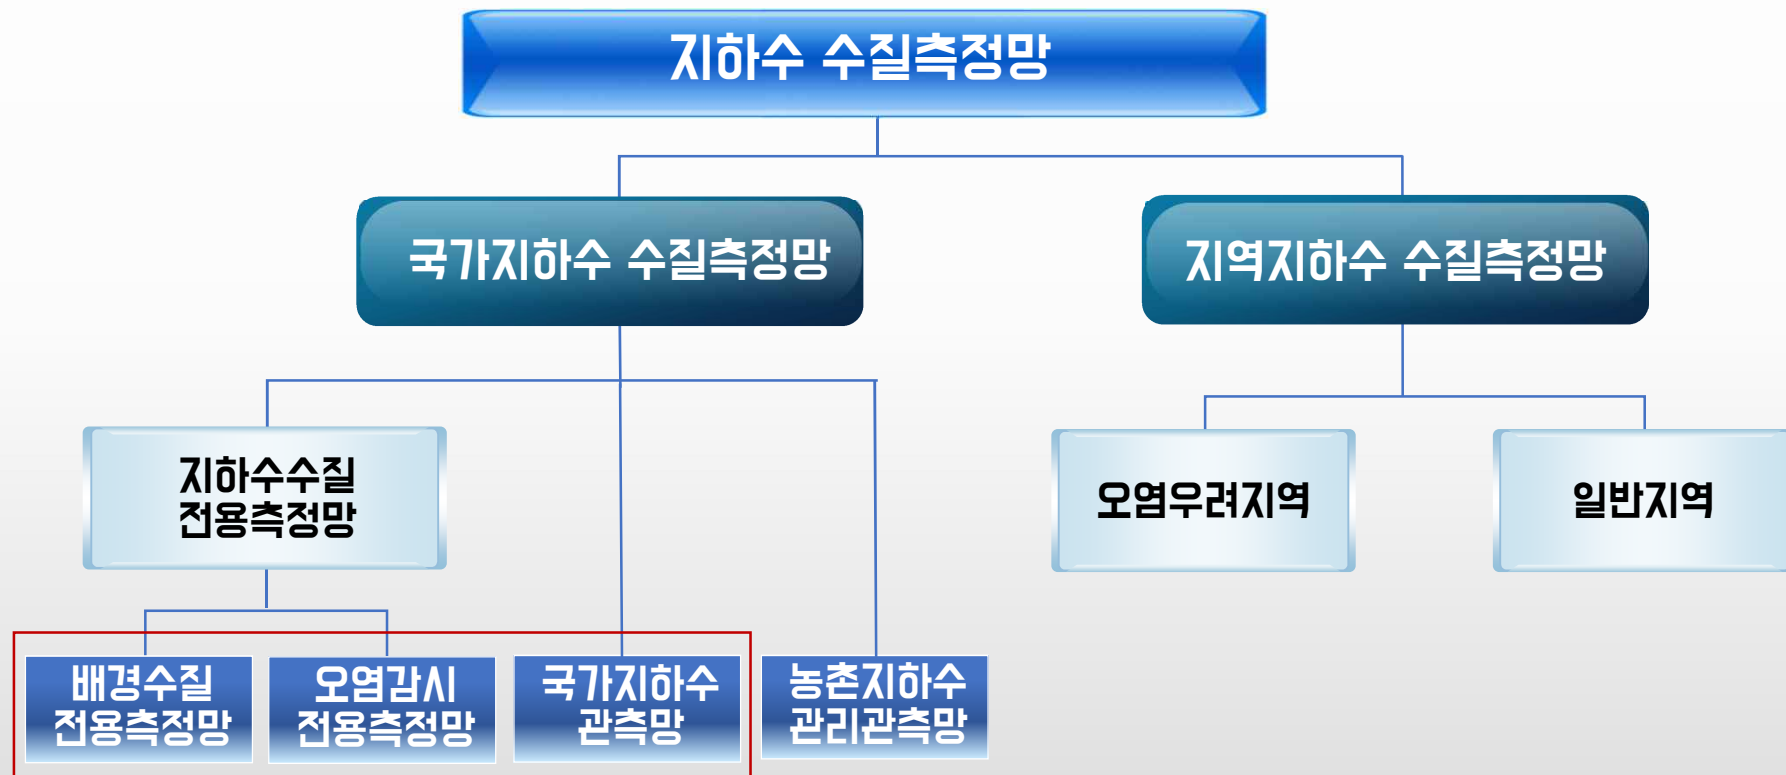 지하수 수질측정망
국가지하수 수질측정망
지역지하수 수질측정망
지하수수질
전용측정망
오염우려지역
일반지역
배경수질
전용측정망
오염감시
전용측정망
국가지하수
관측망
농촌지하수
관리관측망